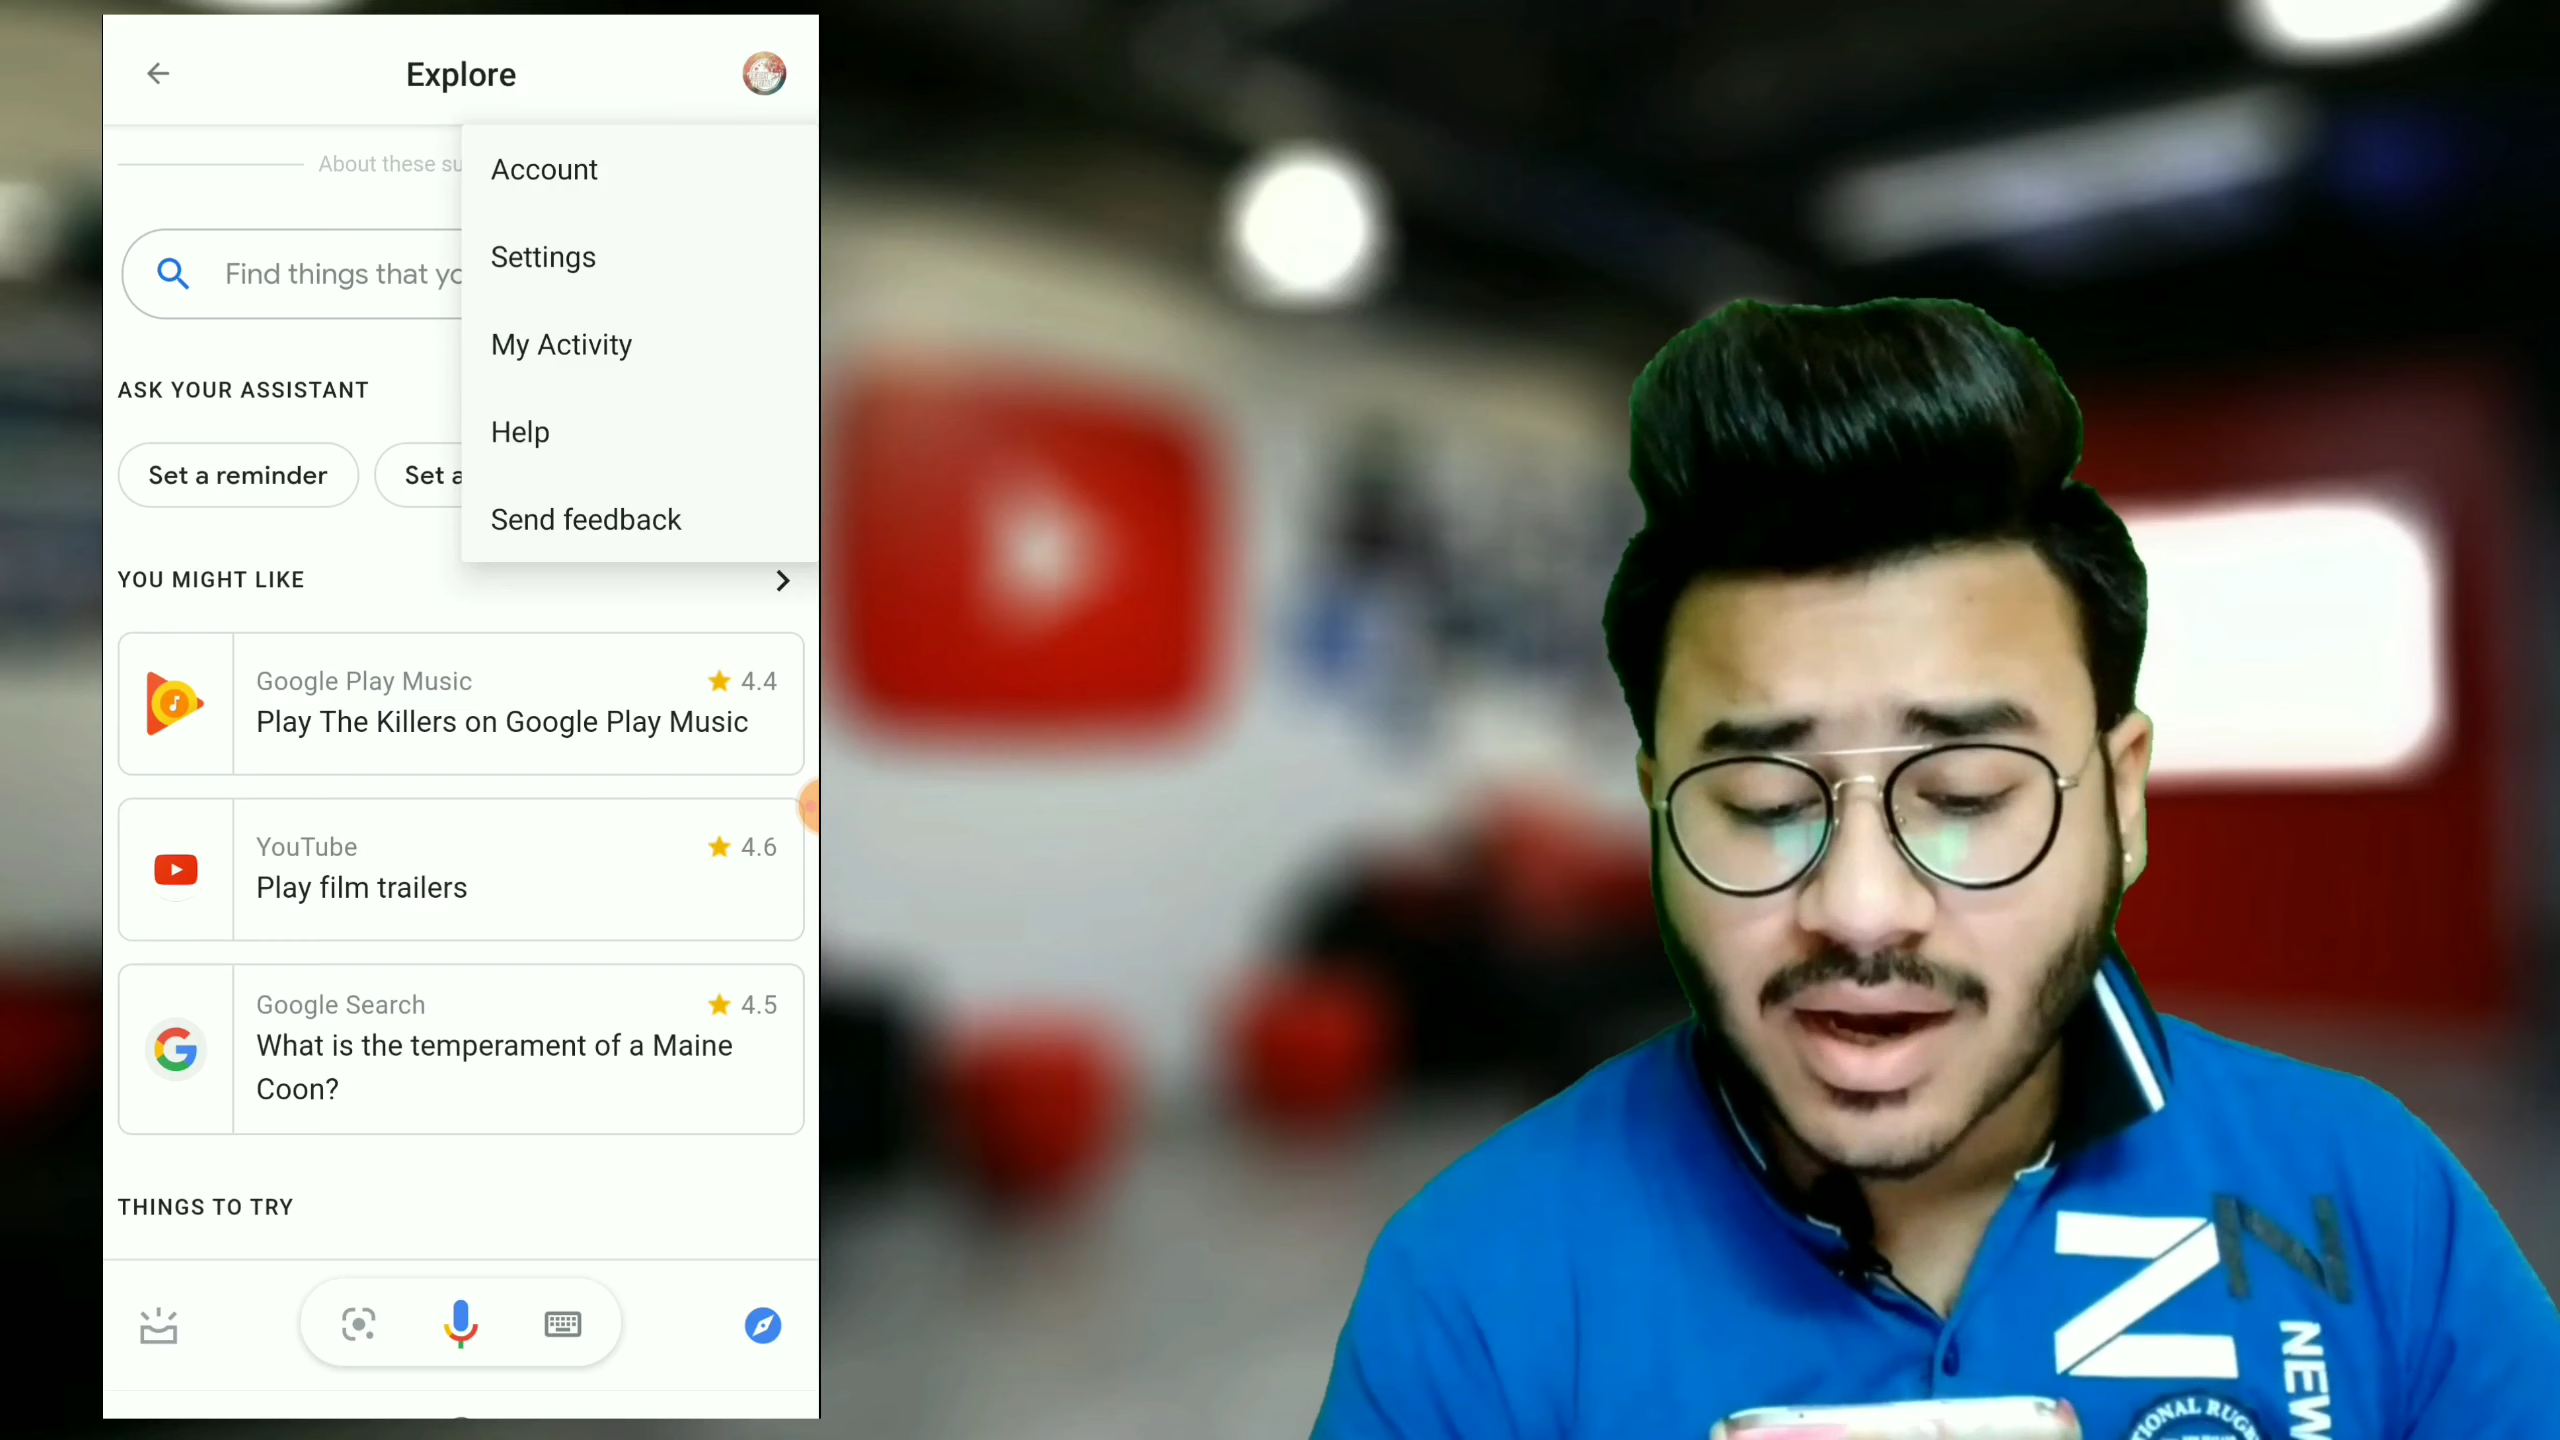 Explore
About these su
Account
Settings
My Activity
Help
Send feedback
Find things that yo
ASK YOUR ASSISTANT
Set a reminder
Set a
YOU MIGHT LIKE
Google Play Music
4.4
Play The Killers on Google Play Music
YouTube
4.6
Play film trailers
Google Search
4.5
What is the temperament of a Maine
Coon?
THINGS TO TRY
N
N
NEW
TIONAL RUG